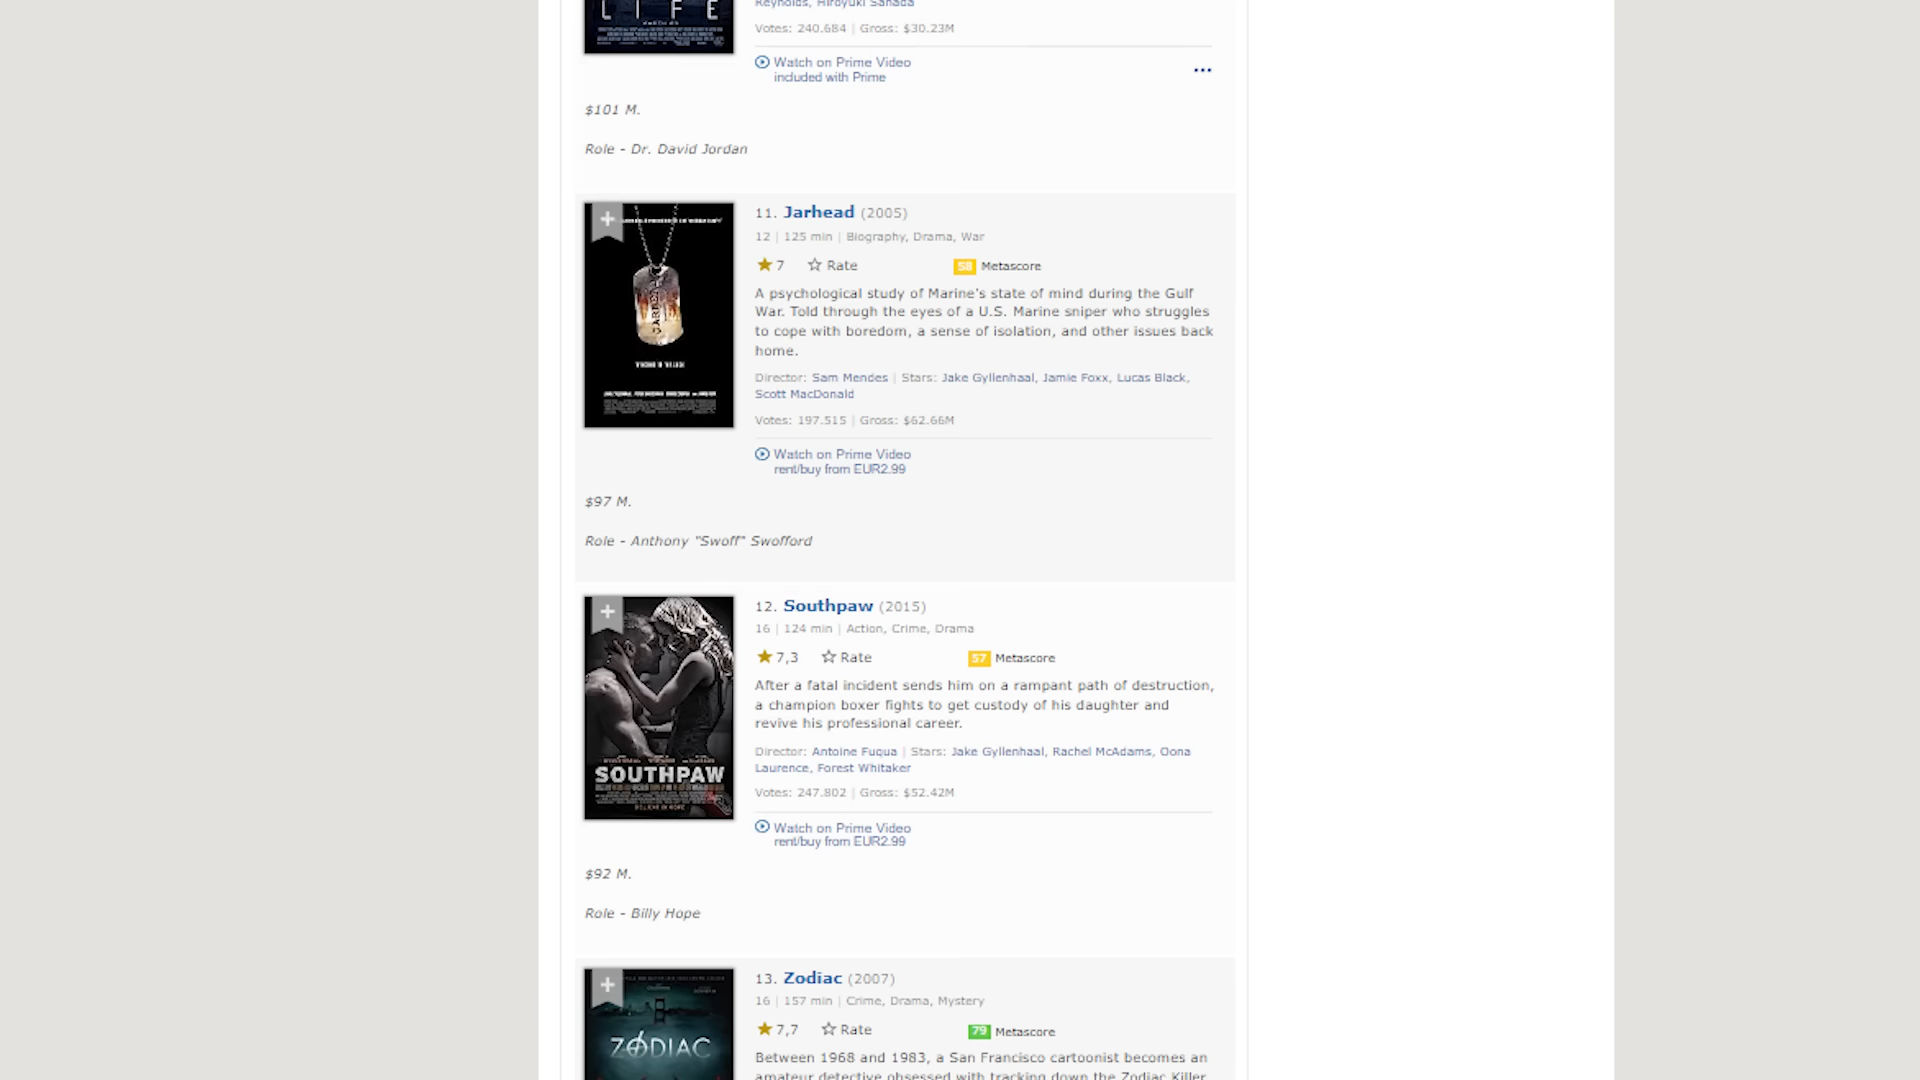 LIFE
Reynolds, Hiroyuki Sanada
Votes: 240.684 | Gross: $30.23M
Watch on Prime Video
included with Prime
$101 M.
Role - Dr. David Jordan
11. Jarhead (2005)
12 | 125 min | Biography, Drama, War
7 Rate 58 Metascore
A psychological study of Marine's state of mind during the Gulf
War. Told through the eyes of a U.S. Marine sniper who struggles
to cope with boredom, a sense of isolation, and other issues back
home.
Director: Sam Mendes | Stars: Jake Gyllenhaal, Jamie Foxx, Lucas Black,
Scott MacDonald
Votes: 197.515 | Gross: $62.66M
Watch on Prime Video
rent/buy from EUR2.99
$97 M.
Role - Anthony "Swoff" Swofford
SOUTHPAW
12. Southpaw (2015)
16 | 124 min | Action, Crime, Drama
7,3 Rate 57 Metascore
After a fatal incident sends him on a rampant path of destruction,
a champion boxer fights to get custody of his daughter and
revive his professional career.
Director: Antoine Fuqua | Stars: Jake Gyllenhaal, Rachel McAdams, Oona
Laurence, Forest Whitaker
Votes: 247.802 | Gross: $52.42M
Watch on Prime Video
rent/buy from EUR2.99
$92 M.
Role - Billy Hope
ZODIAC
13. Zodiac (2007)
16 | 157 min | Crime, Drama, Mystery
7,7 Rate 79 Metascore
Between 1968 and 1983, a San Francisco cartoonist becomes an
amateur detective obsessed with tracking down the Zodiac Killer,